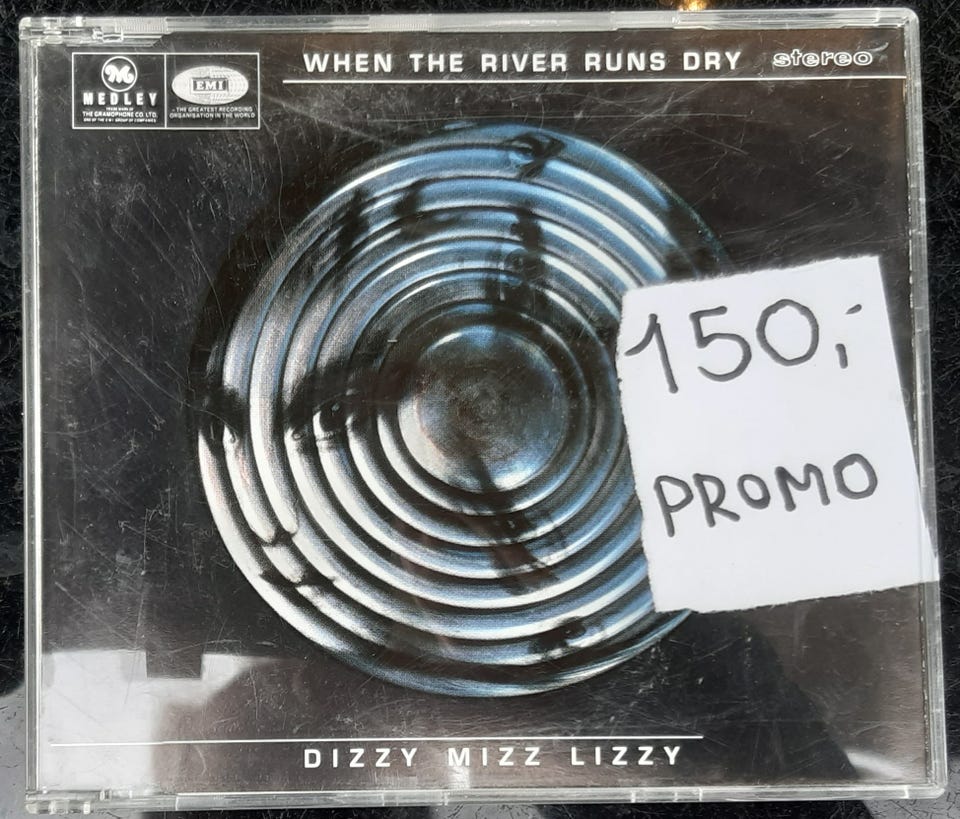 WHEN THE RIVER RUNS DRY stereo
M
MEDLEY
TRADE MARK OF
THE GRAMOPHONE CO. LTD.
ONE OF THE E.M.I. GROUP OF COMPANIES
EMI
THE GREATEST RECORDING
ORGANISATION IN THE WORLD
150,-
PROMO
DIZZY MIZZ LIZZY